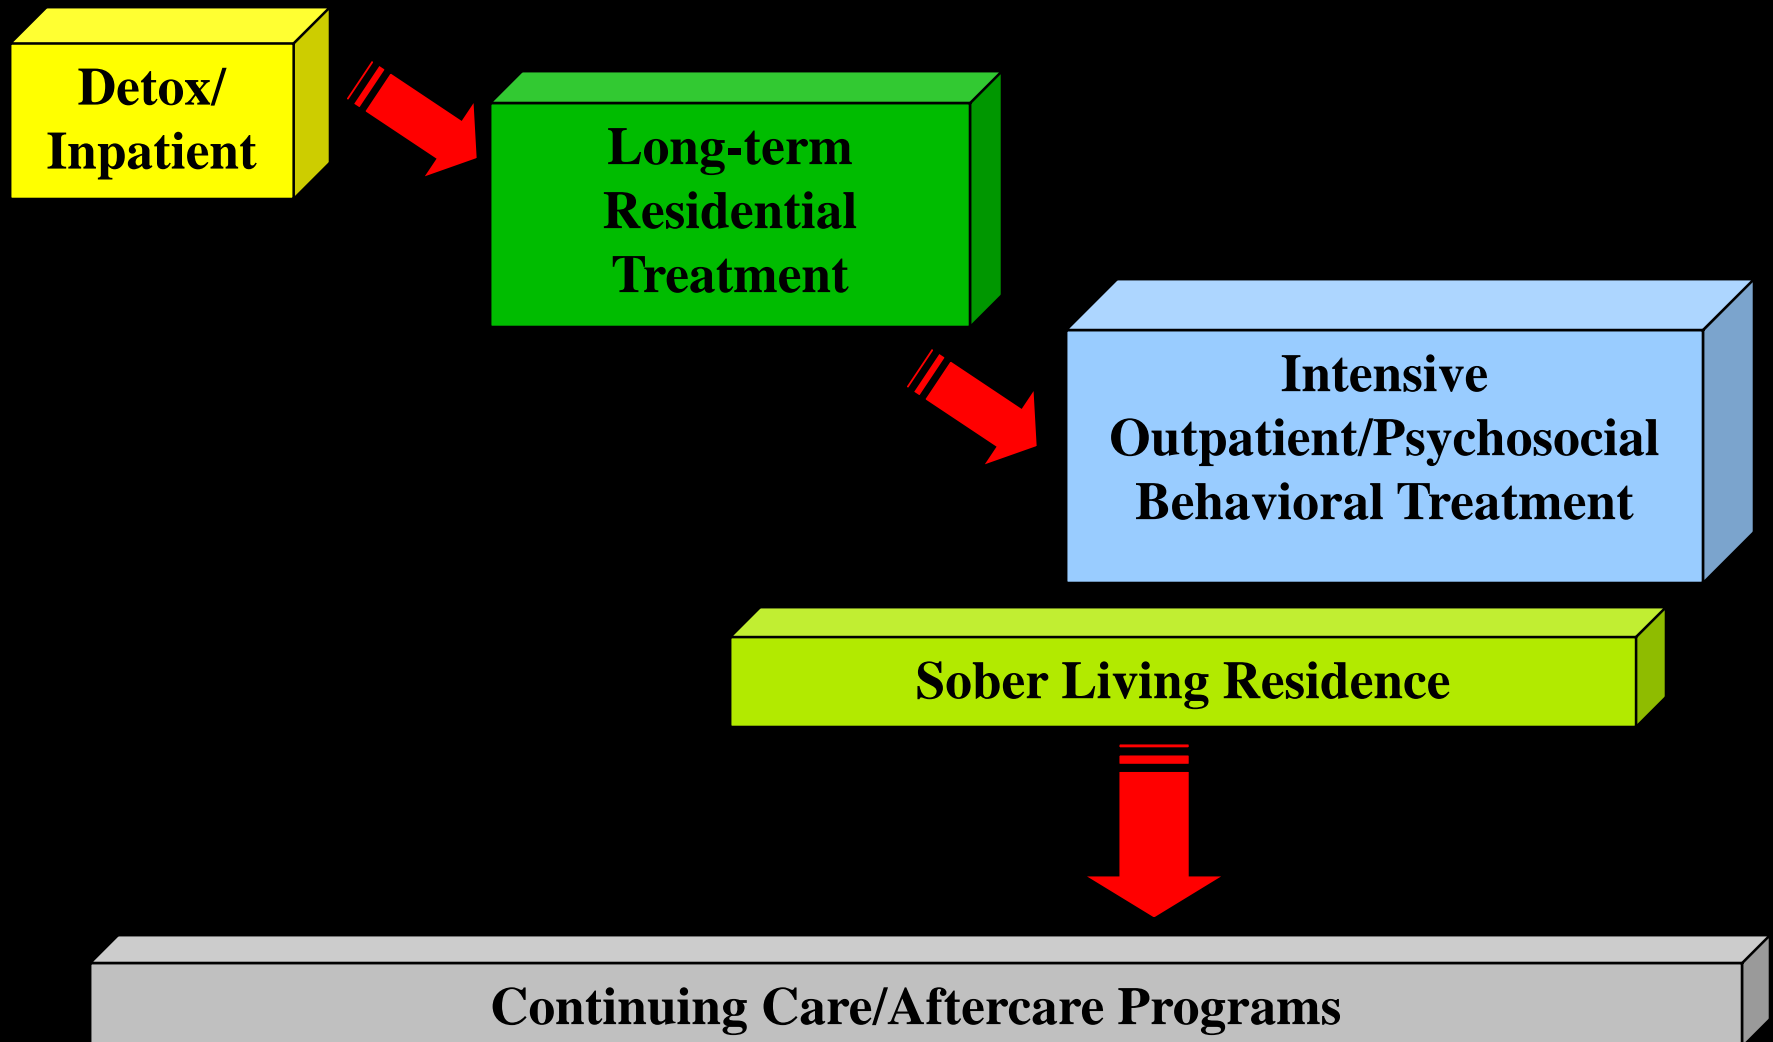 Detox/
Inpatient
Long-term
Residential
Treatment
Intensive
Outpatient/Psychosocial
Behavioral Treatment
Sober Living Residence
Continuing Care/Aftercare Programs